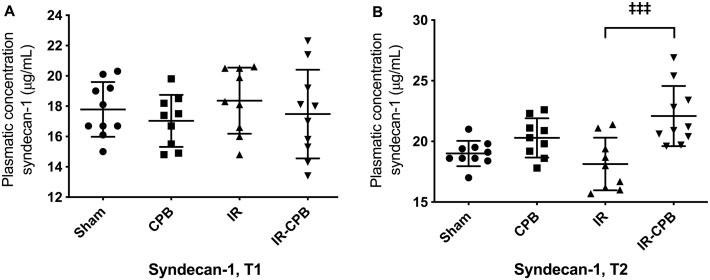 A
Plasmatic concentration
syndecan-1 (µg/mL)
24
22
20
18
16
14
12
Sham
CPB
IR
IR-CPB
Syndecan-1, T1
B
‡‡‡
Plasmatic concentration
syndecan-1 (µg/mL)
30
25
20
15
Sham
CPB
IR
IR-CPB
Syndecan-1, T2